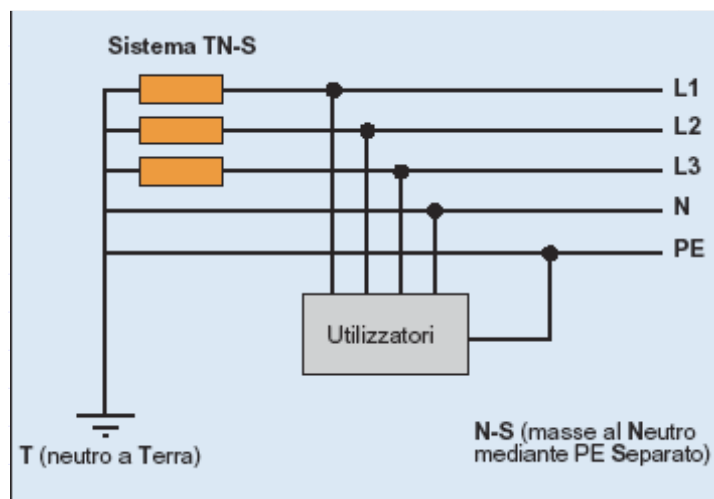 Sistema TN-S
L1
L2
L3
N
PE
Utilizzatori
T (neutro a Terra)
N-S (masse al Neutro
mediante PE Separato)